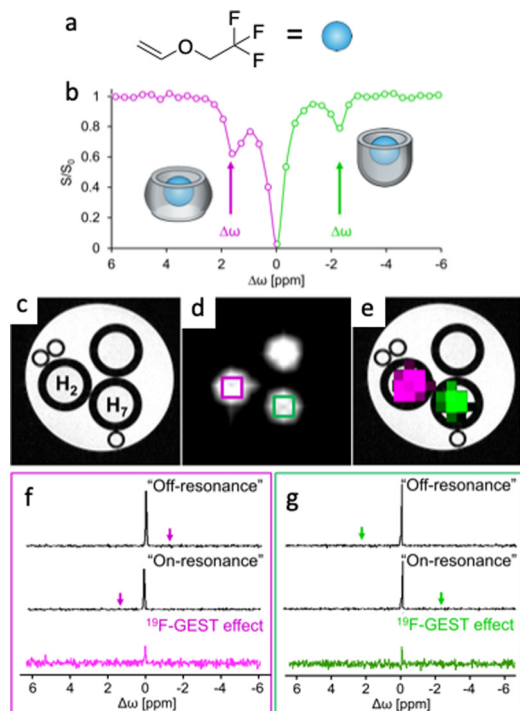 a
O
F
F
F
=
b
S/S0
1
0.8
0.6
0.4
0.2
0
Δω
Δω
6 4 2 0 -2 -4 -6
Δω [ppm]
c d e
H2
H7
f
"Off-resonance"
"On-resonance"
19F-GEST effect
6 4 2 0 -2 -4 -6
Δω [ppm]
g
"Off-resonance"
"On-resonance"
19F-GEST effect
6 4 2 0 -2 -4 -6
Δω [ppm]